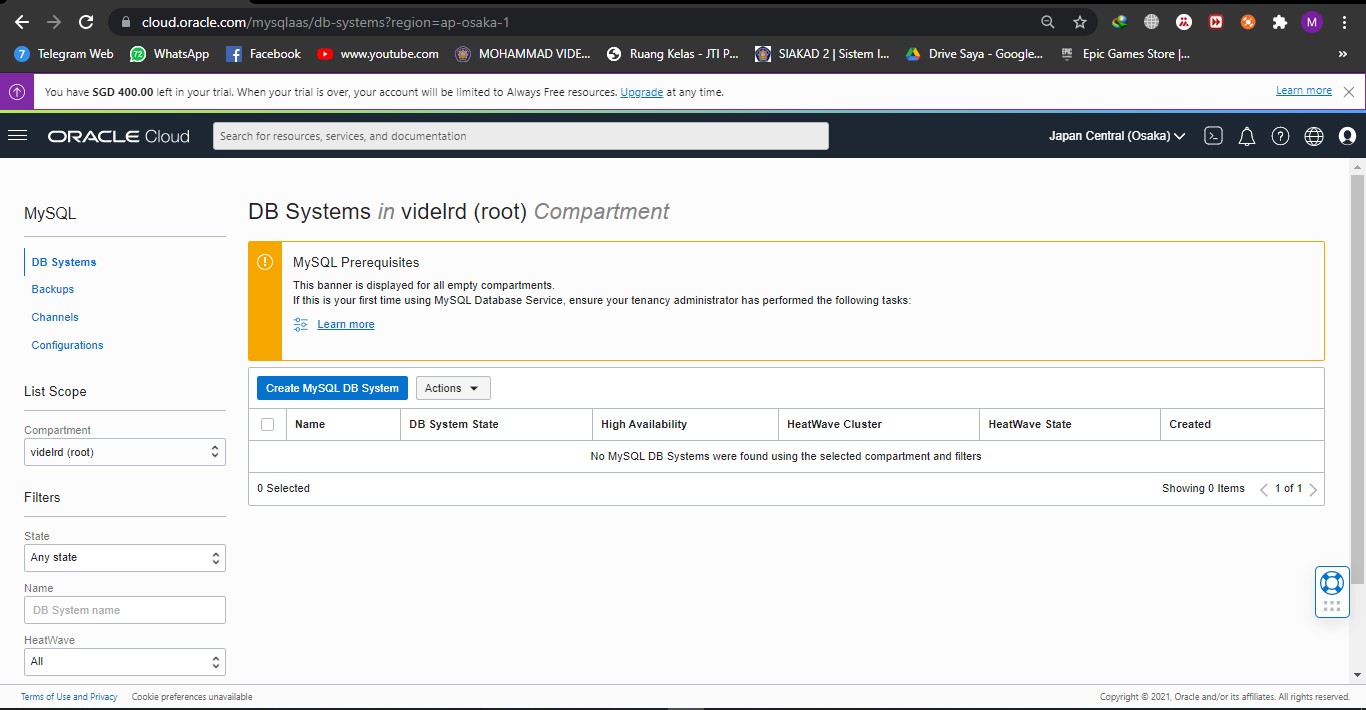 cloud.oracle.com/mysqlaas/db-systems?region=ap-osaka-1
M
7 Telegram Web 72 WhatsApp Facebook www.youtube.com MOHAMMAD VIDE... Ruang Kelas - JTI P... SIAKAD 2 | Sistem I... Drive Saya - Google... EPIC Epic Games Store |... »
You have SGD 400.00 left in your trial. When your trial is over, your account will be limited to Always Free resources. Upgrade at any time.
Learn more
ORACLE Cloud
Search for resources, services, and documentation
Japan Central (Osaka)
MySQL
DB Systems
Backups
Channels
Configurations
List Scope
Compartment
videlrd (root)
Filters
State
Any state
Name
DB System name
HeatWave
All
DB Systems in videlrd (root) Compartment
MySQL Prerequisites
This banner is displayed for all empty compartments.
If this is your first time using MySQL Database Service, ensure your tenancy administrator has performed the following tasks:
Learn more
Create MySQL DB System Actions
Name DB System State High Availability HeatWave Cluster HeatWave State Created
No MySQL DB Systems were found using the selected compartment and filters
0 Selected Showing 0 Items 1 of 1
Terms of Use and Privacy Cookie preferences unavailable
Copyright © 2021, Oracle and/or its affiliates. All rights reserved.